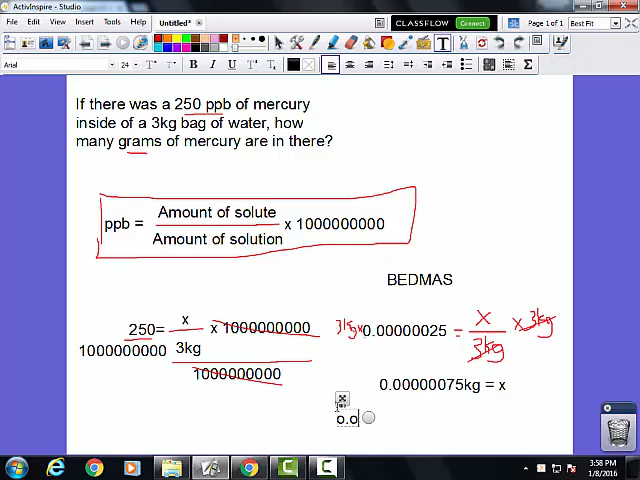 ActivInspire - Studio
File Edit View Insert Tools Help Untitled* Page 1 of 1 Best Fit
CLASSFLOW Connect
Arial 24 B I U Σ
If there was a 250 ppb of mercury
inside of a 3kg bag of water, how
many grams of mercury are in there?
ppb = Amount of solute x 1000000000
Amount of solution
BEDMAS
250= x x 1000000000
1000000000 3kg
1000000000
3kg x 0.00000025 = x x 3kg
3kg
0.00000075kg = x
0.0
3:58 PM
1/8/2016